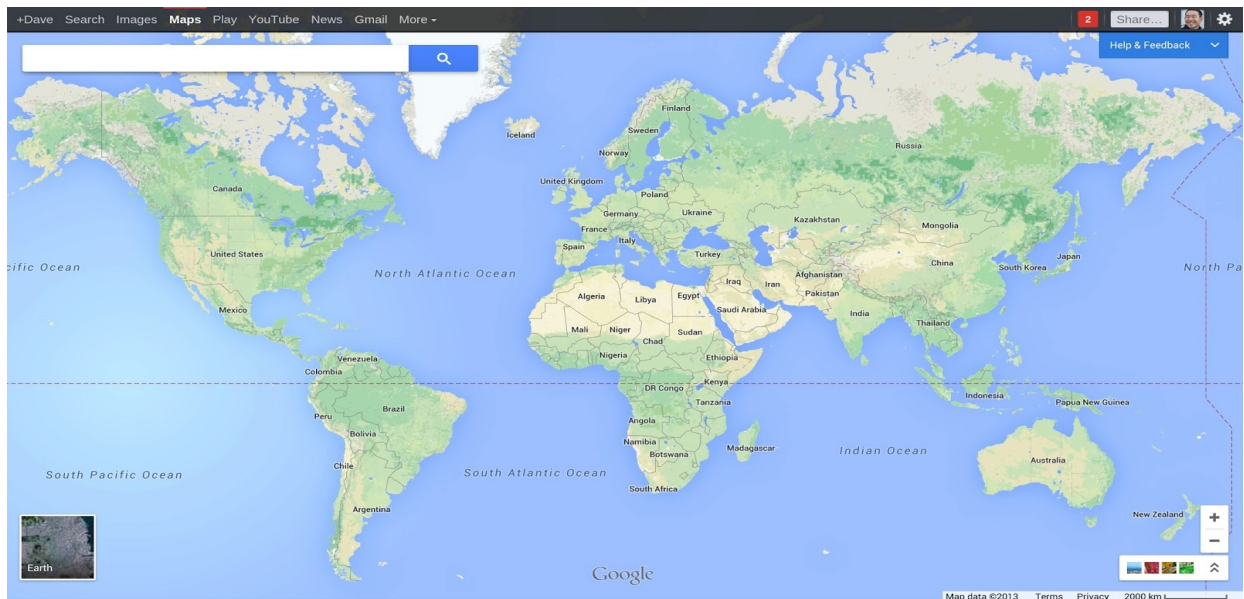 +Dave Search Images Maps Play YouTube News Gmail More
2 Share...
Help & Feedback
Finland
Iceland
Sweden
Russia
Norway
United Kingdom
Canada
Poland
Germany
Ukraine
Kazakhstan
Mongolia
France
Italy
Spain
United States
Turkey
Japan
China
South Korea
cific Ocean
North Atlantic Ocean
North Pa
Afghanistan
Iraq
Iran
Algeria
Libya
Egypt
Pakistan
Saudi Arabia
Mexico
India
Thailand
Mali
Niger
Sudan
Chad
Nigeria
Ethiopia
Venezuela
Colombia
Kenya
DR Congo
Indonesia
Tanzania
Papua New Guinea
Brazil
Peru
Angola
Bolivia
Namibia
Madagascar
Indian Ocean
Botswana
Australia
Chile
South Pacific Ocean
South Atlantic Ocean
South Africa
Argentina
New Zealand
Earth
Google
Map data ©2013 Terms Privacy 2000 km